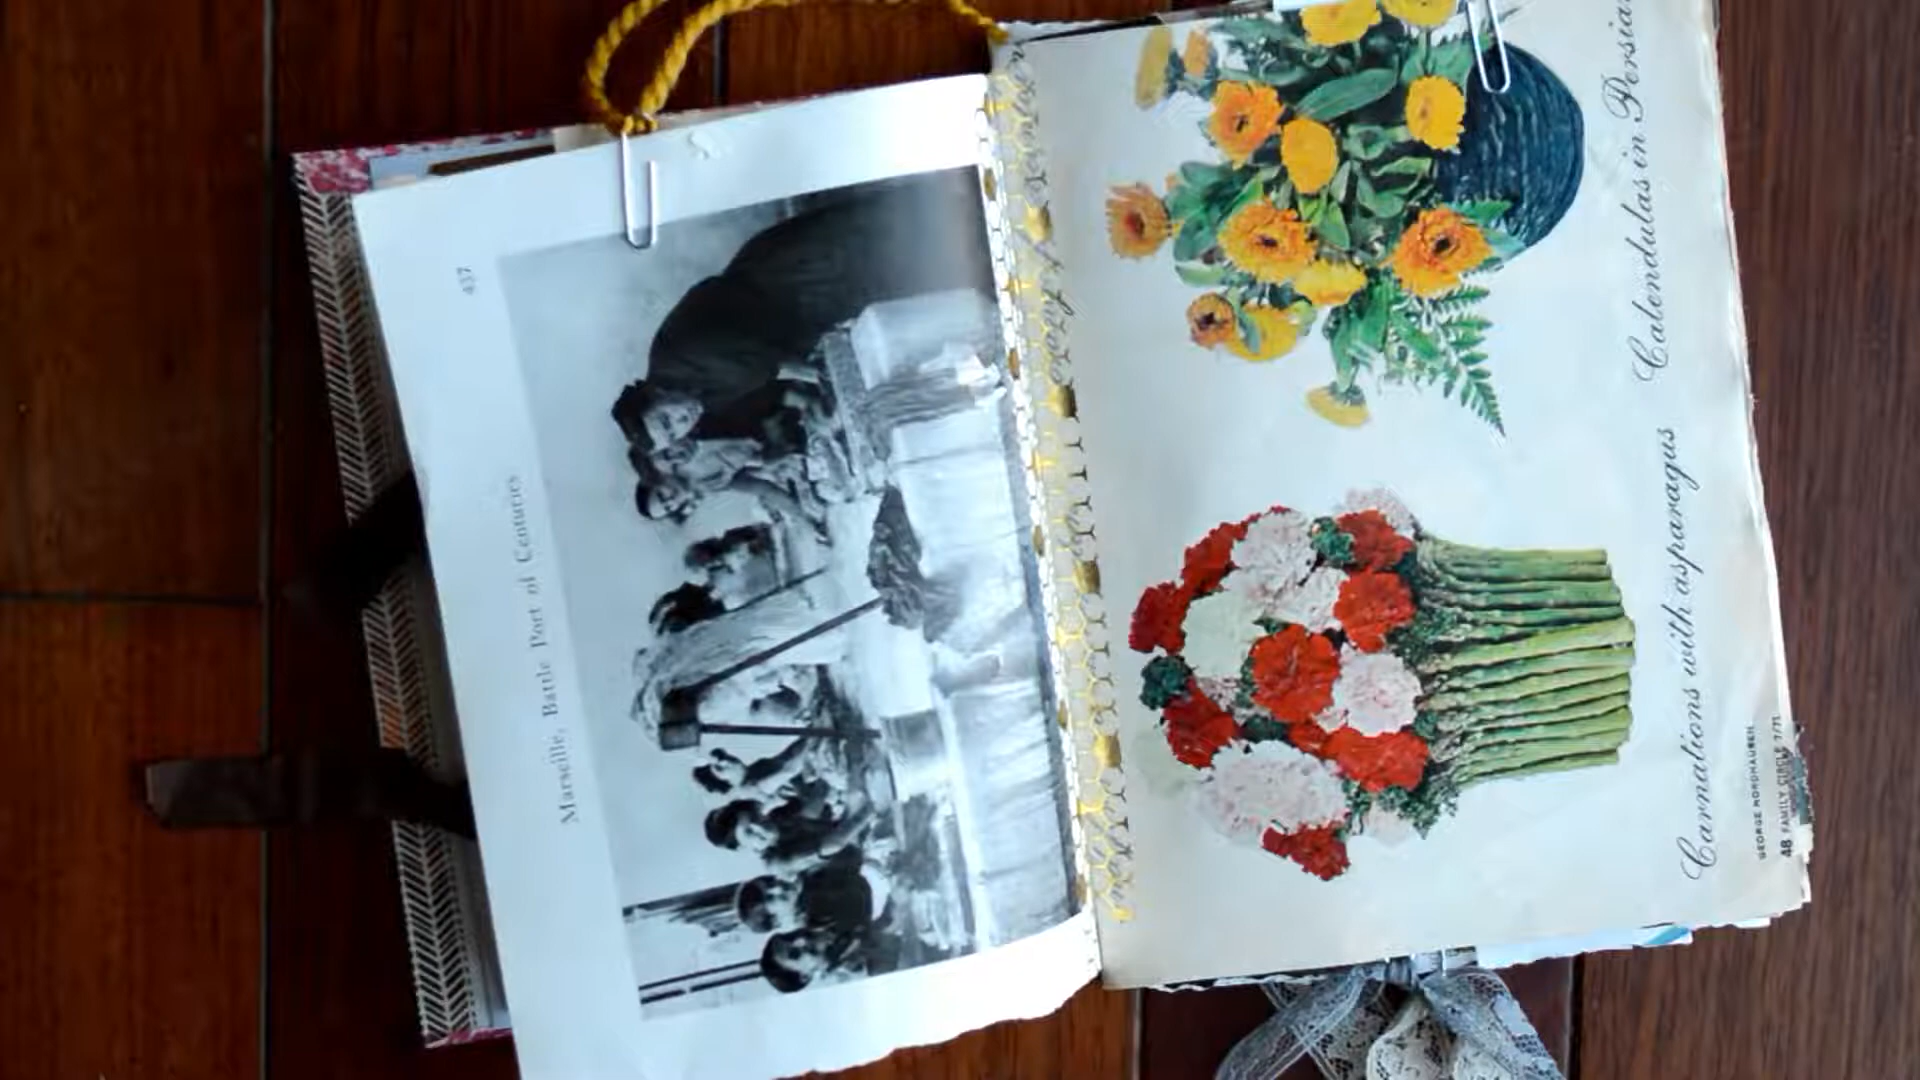 Marseille, Battle Port of Centuries
437
Carnations with asparagus
Calendulas in Persian
GEORGE NORDHAUSEN
48 FAMILY CIRCLE 7/71